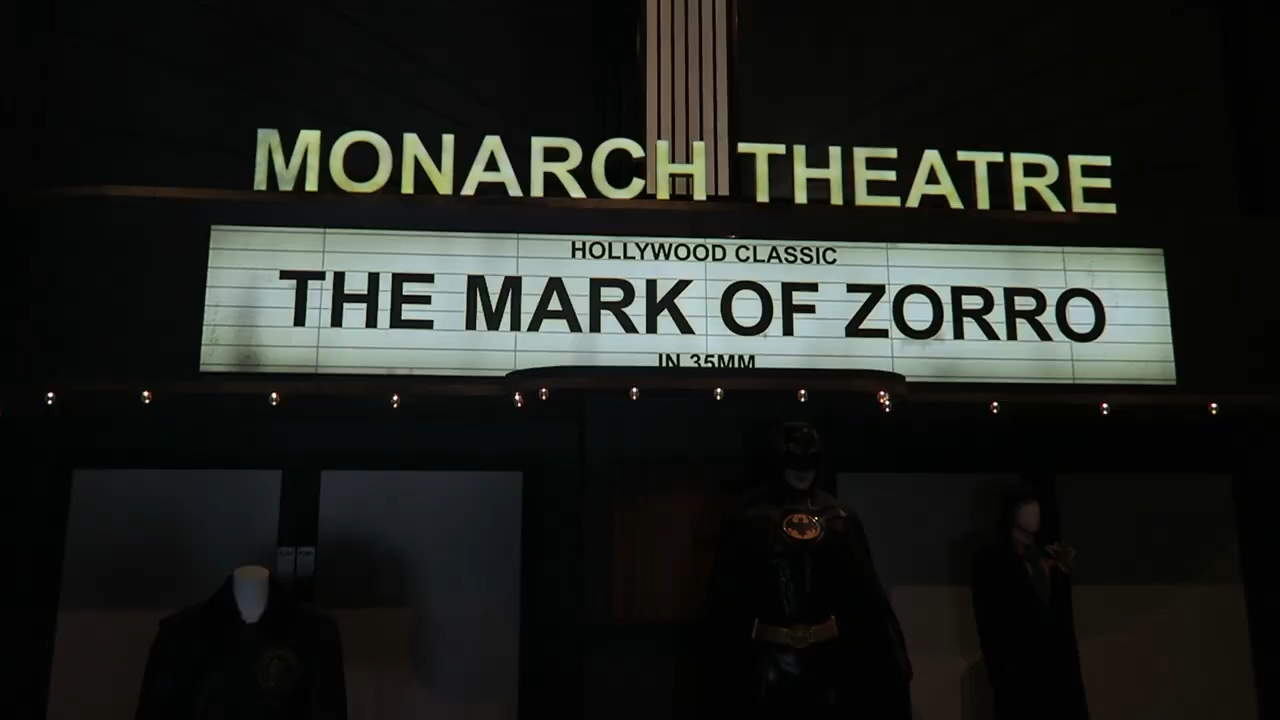 MONARCH THEATRE
HOLLYWOOD CLASSIC
THE MARK OF ZORRO
IN 35MM